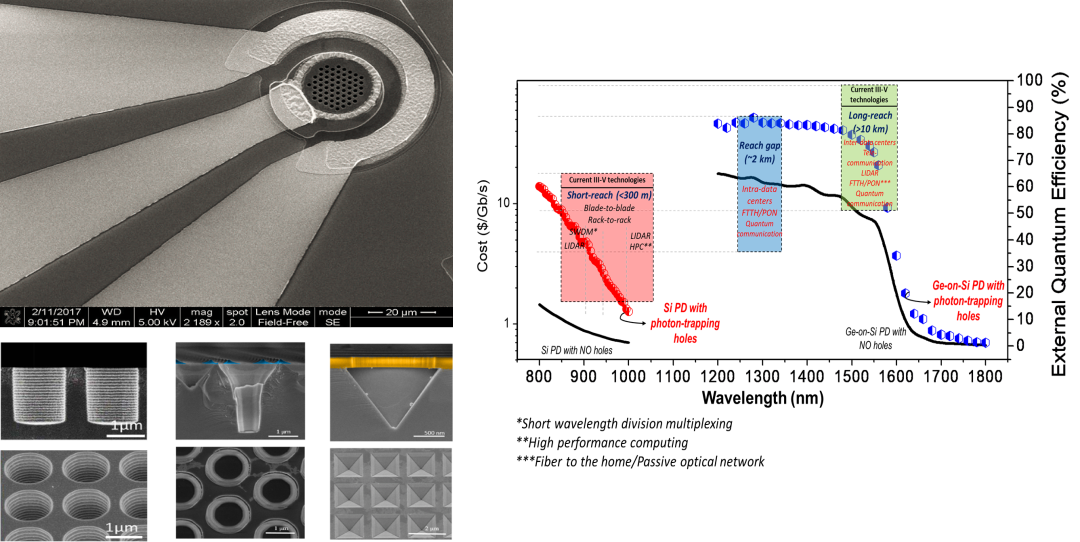 2/11/2017 WD HV mag spot Lens Mode mode 20 µm
9:01:51 PM 4.9 mm 5.00 kV 2 189 x 2.0 Field-Free SE
1µm
1 µm
500 nm
1µm
1 µm
Cost ($/Gb/s)
10
1
External Quantum Efficiency (%)
100
90
80
70
60
50
40
30
20
10
0
Current III-V technologies
Short-reach (<300 m)
Blade-to-blade
Rack-to-rack
SWDM*
LIDAR
LIDAR
HPC**
Reach gap
(~2 km)
Intra-data
centers
FTTH/PON
Quantum
communication
Current III-V
technologies
Long-reach
(>10 km)
Inter-data centers
communication
LIDAR
FTTH/PON***
Quantum
communication
Si PD with
photon-trapping
holes
Si PD with NO holes
Ge-on-Si PD with
photon-trapping
holes
Ge-on-Si PD with
NO holes
800 900 1000 1200 1300 1400 1500 1600 1700 1800
Wavelength (nm)
*Short wavelength division multiplexing
**High performance computing
***Fiber to the home/Passive optical network